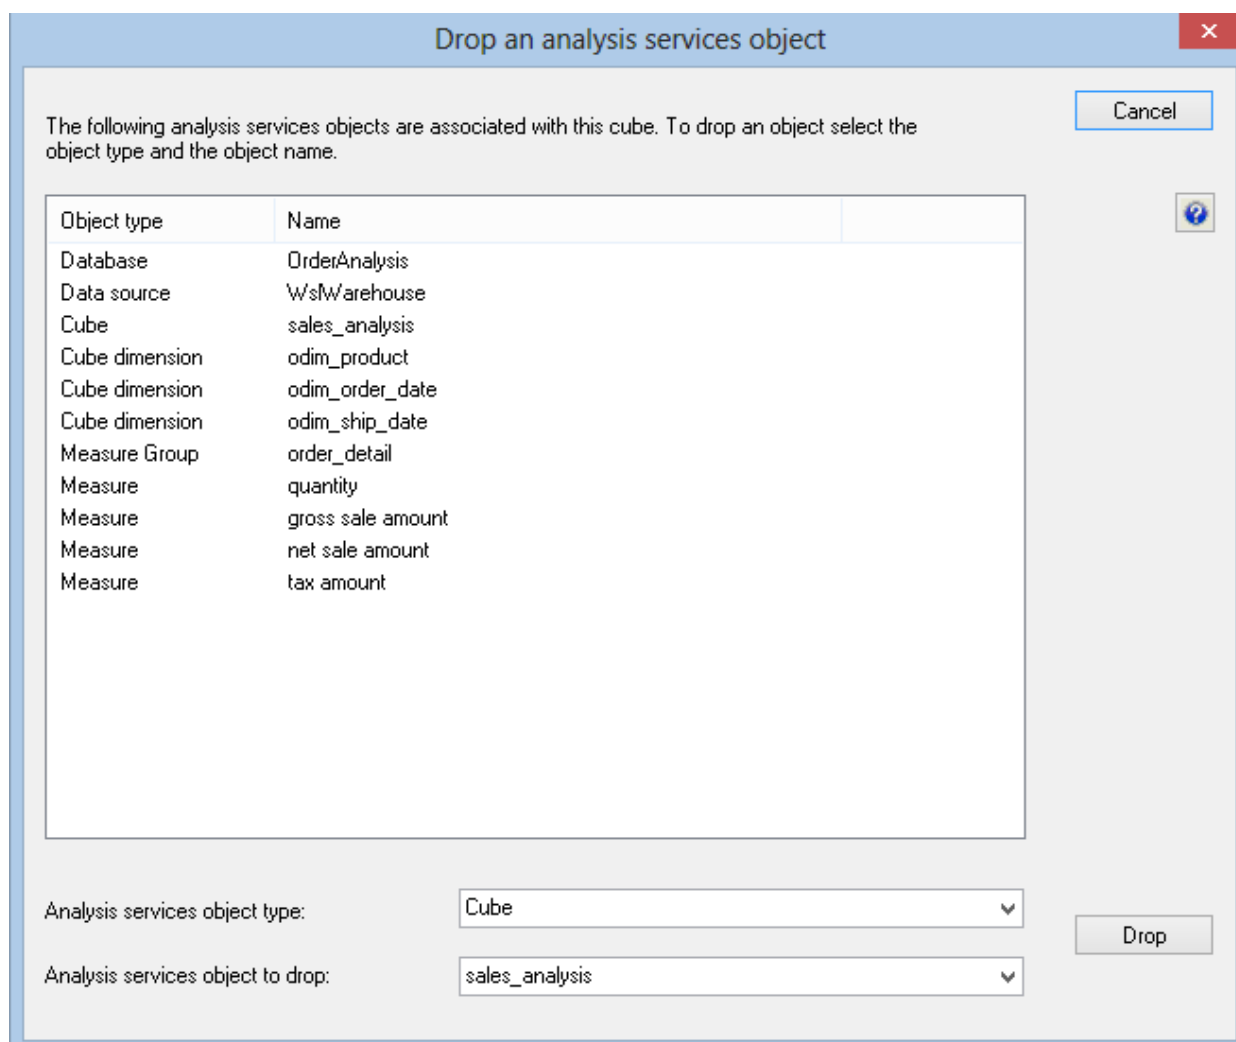 Drop an analysis services object
Cancel
The following analysis services objects are associated with this cube. To drop an object select the
object type and the object name.
Object type Name
Database OrderAnalysis
Data source WslWarehouse
Cube sales_analysis
Cube dimension odim_product
Cube dimension odim_order_date
Cube dimension odim_ship_date
Measure Group order_detail
Measure quantity
Measure gross sale amount
Measure net sale amount
Measure tax amount
Analysis services object type: Cube
Drop
Analysis services object to drop: sales_analysis